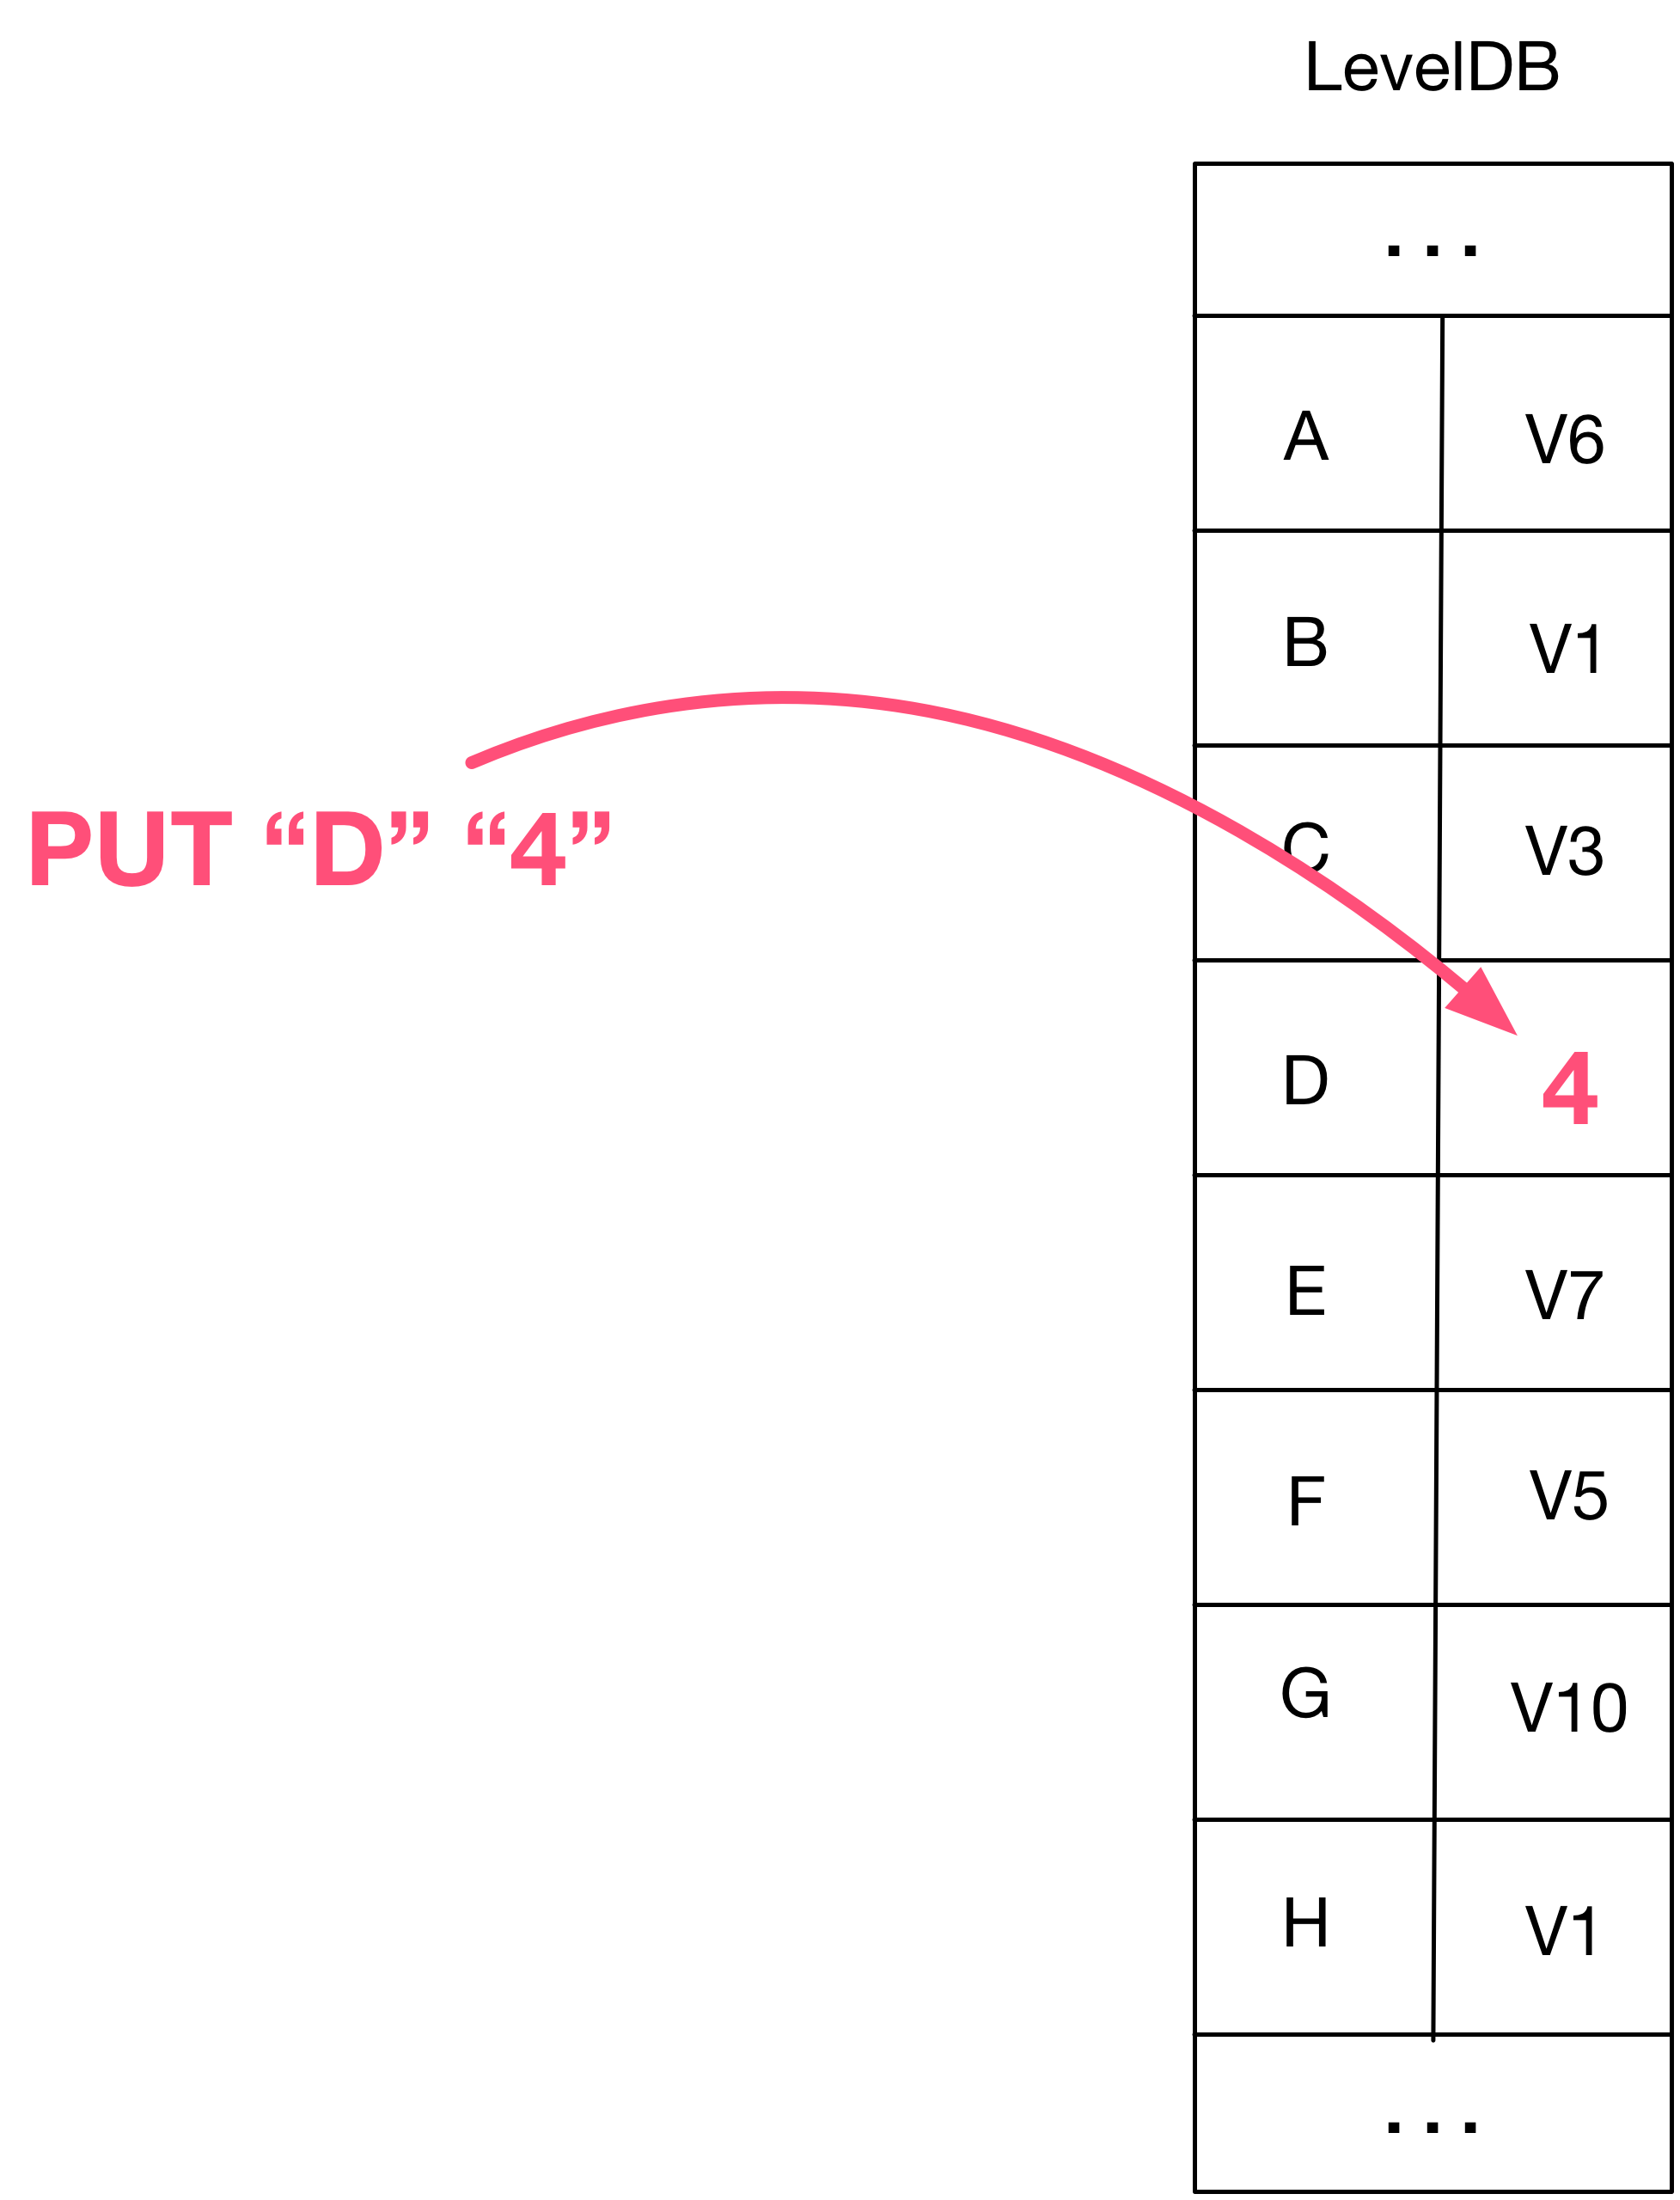 LevelDB
...
A V6
B V1
PUT “D” “4”
C V3
D 4
E V7
F V5
G V10
H V1
...